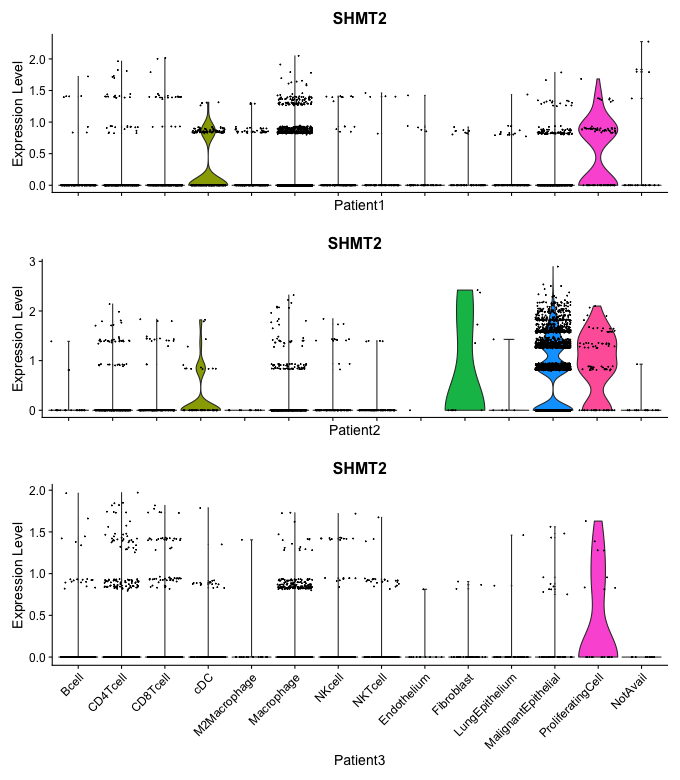 SHMT2
Expression Level
2.0
1.5
1.0
0.5
0.0
Patient1
SHMT2
Expression Level
3
2
1
0
Patient2
SHMT2
Expression Level
2.0
1.5
1.0
0.5
0.0
Bcell
CD4Tcell
CD8Tcell
cDC
M2Macrophage
Macrophage
NKcell
NKTcell
Endothelium
Fibroblast
LungEpithelium
MalignantEpithelial
ProliferatingCell
NotAvail
Patient3